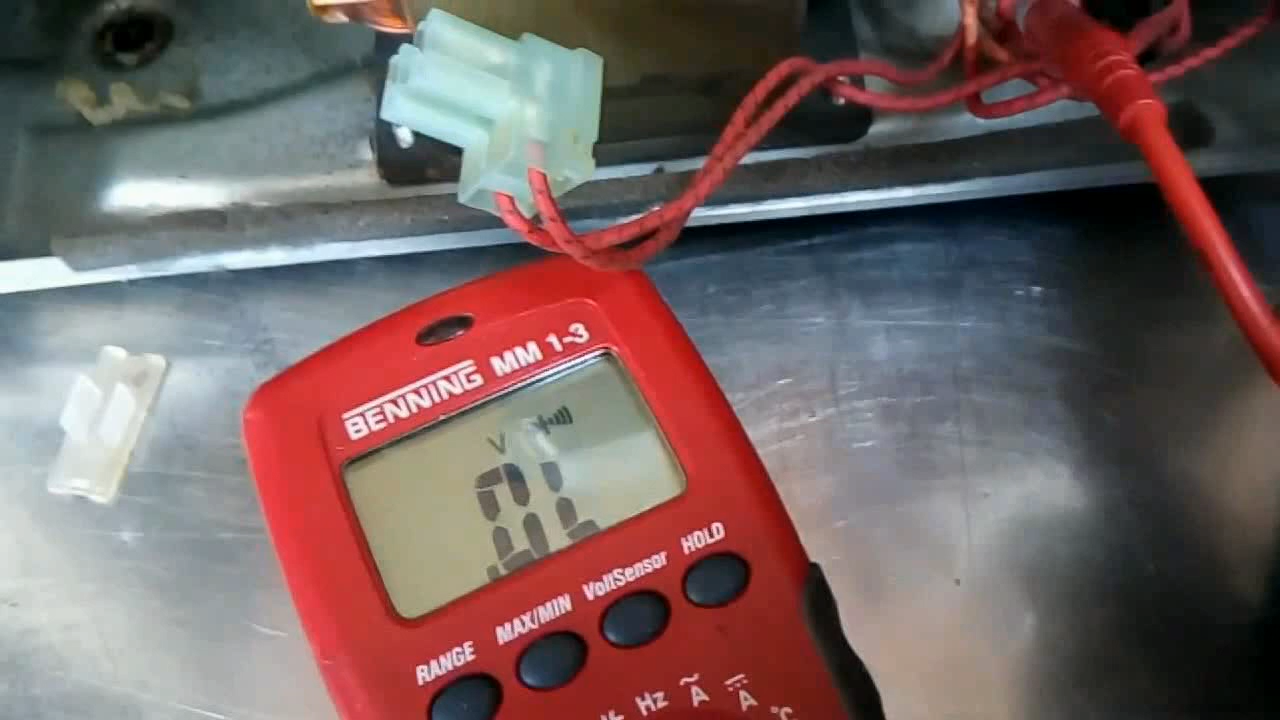 BENNING MM 1-3
V
0L
RANGE MAX/MIN VoltSensor HOLD
Hz A A °C